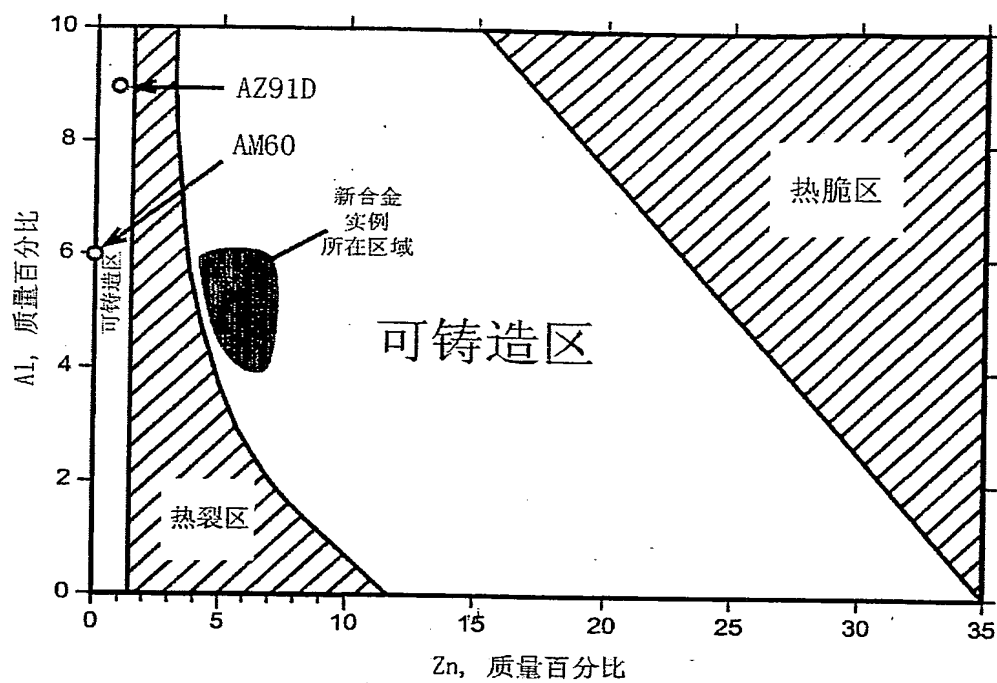 10
8
6
4
2
0
Al, 质量百分比
AZ91D
AM60
新合金
实例
所在区域
可铸造区
可铸造区
热脆区
热裂区
0
5
10
15
20
25
30
35
Zn, 质量百分比